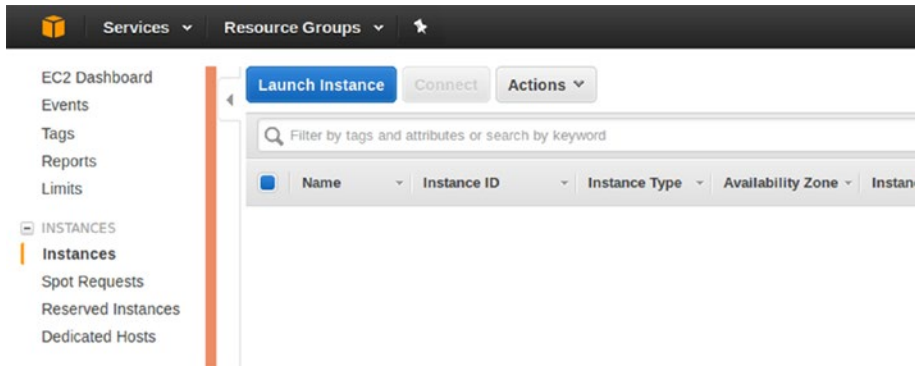 Services Resource Groups
EC2 Dashboard
Events
Tags
Reports
Limits
INSTANCES
Instances
Spot Requests
Reserved Instances
Dedicated Hosts
Launch Instance Connect Actions
Filter by tags and attributes or search by keyword
Name Instance ID Instance Type Availability Zone Instan